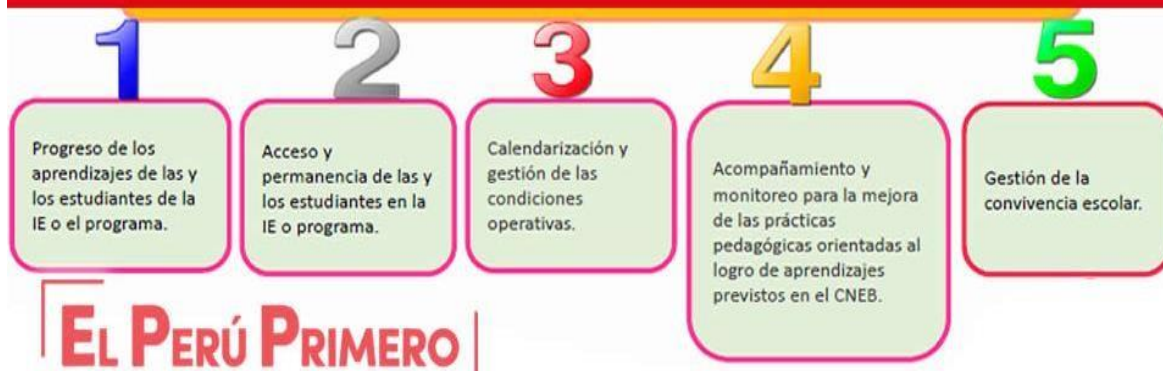 1
Progreso de los
aprendizajes de las y
los estudiantes de la
IE o el programa.
2
Acceso y
permanencia de las y
los estudiantes en la
IE o programa.
3
Calendarización y
gestión de las
condiciones
operativas.
4
Acompañamiento y
monitoreo para la mejora
de las prácticas
pedagógicas orientadas al
logro de aprendizajes
previstos en el CNEB.
5
Gestión de la
convivencia escolar.
EL PERÚ PRIMERO